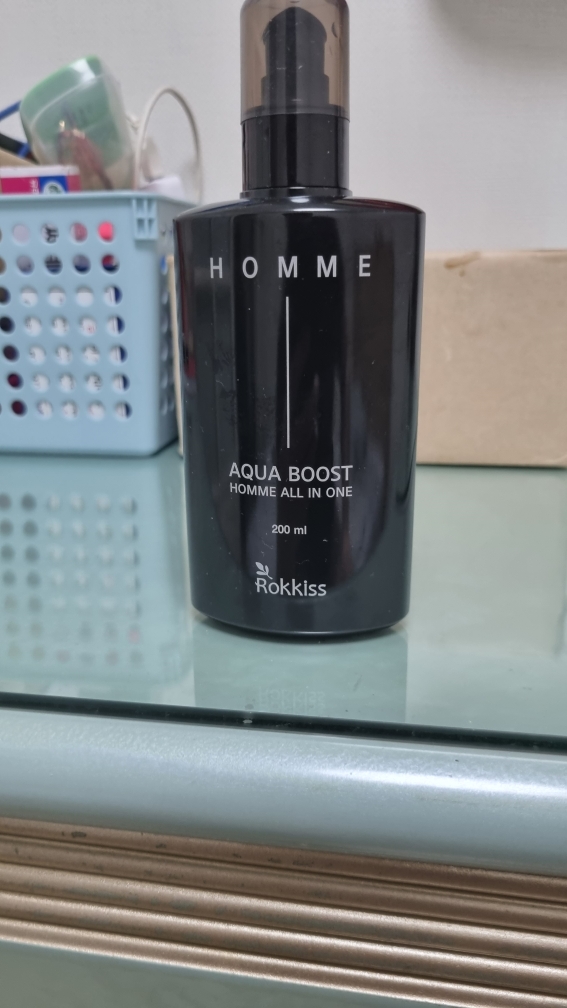 HOMME
AQUA BOOST
HOMME ALL IN ONE
200 ml
Rokkiss